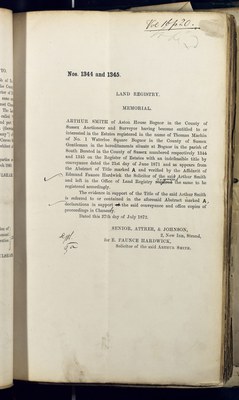 Nos. 1344 and 1345.
LAND REGISTRY.
MEMORIAL.
ARTHUR SMITH of Aston House Bognor in the County of
Sussex Auctioneer and Surveyor having become entitled to or
interested in the Estates registered in the name of Thomas
of No. 1 Waterloo Square Bognor in the County of Sussex
Gentleman in the hereditaments situate at Bognor in the parish of
South Bersted in the County of Sussex numbered respectively 1344
and 1345 on the Register of Estates with an indefeasible title by
conveyance dated the 21st day of June 1871 and as appears from
the Abstract of Title marked A and verified by the Affidavit of
Edmund Faunce Hardwick the Solicitor of the said Arthur Smith
and left in the Office of Land Registry the same to be
registered accordingly.
The evidence in support of the Title of the said Arthur Smith
is referred to or contained in the aforesaid Abstract marked A
declarations in support the said conveyance and office copies of
proceedings in Chancery.
Dated this 27th day of July 1872.
SENIOR, ATTREE, & JOHNSON,
3, New Inn, Strand,
for E. FAUNCE HARDWICK,
Solicitor of the said ARTHUR SMITH.